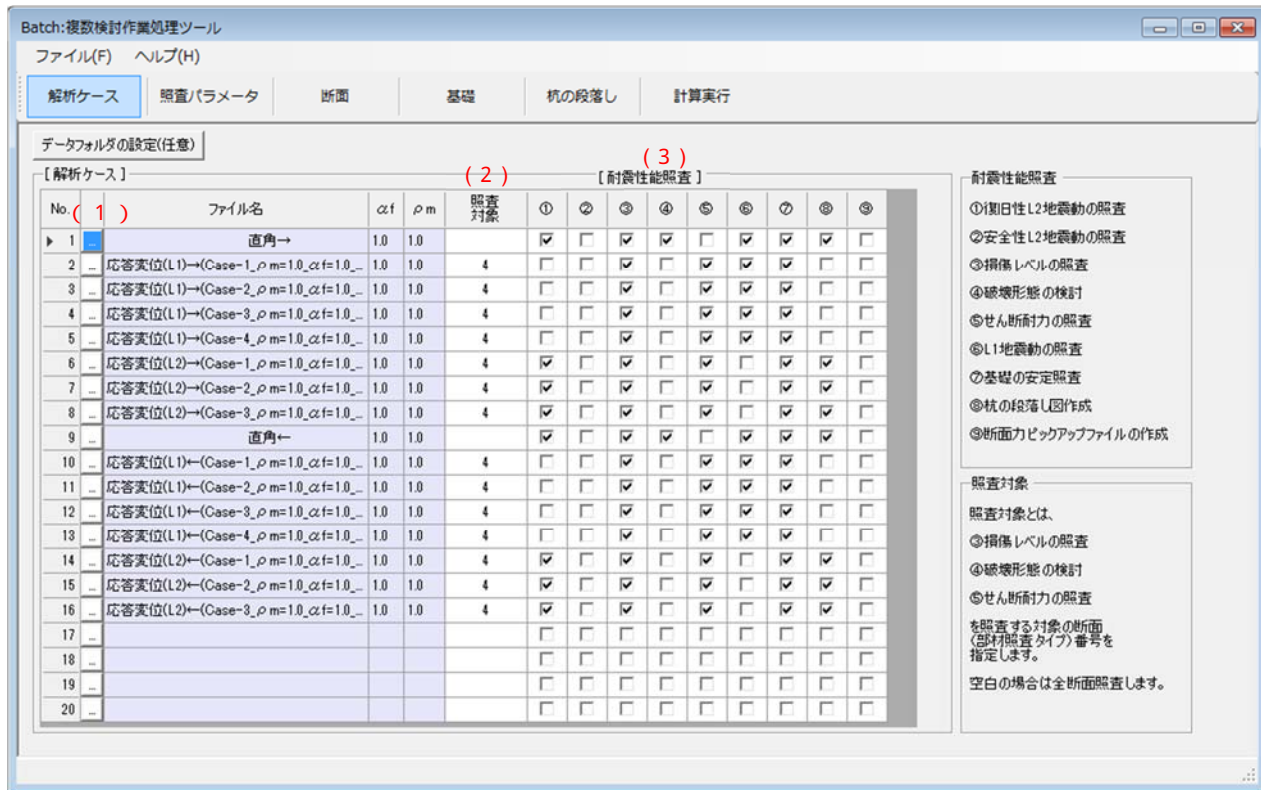 Batch:複数検討作業処理ツール
ファイル(F) ヘルプ(H)
解析ケース 照査パラメータ 断面 基礎 杭の段落し 計算実行
データフォルダの設定(任意)
[解析ケース] (2) [耐震性能照査] (3)
No. (1) ファイル名 αf ρm 照査対象 ① ② ③ ④ ⑤ ⑥ ⑦ ⑧ ⑨
1 ... 直角→ 1.0 1.0
2 ... 応答変位(L1)→(Case-1_ρm=1.0_αf=1.0_... 1.0 1.0 4
3 ... 応答変位(L1)→(Case-2_ρm=1.0_αf=1.0_... 1.0 1.0 4
4 ... 応答変位(L1)→(Case-3_ρm=1.0_αf=1.0_... 1.0 1.0 4
5 ... 応答変位(L1)→(Case-4_ρm=1.0_αf=1.0_... 1.0 1.0 4
6 ... 応答変位(L2)→(Case-1_ρm=1.0_αf=1.0_... 1.0 1.0 4
7 ... 応答変位(L2)→(Case-2_ρm=1.0_αf=1.0_... 1.0 1.0 4
8 ... 応答変位(L2)→(Case-3_ρm=1.0_αf=1.0_... 1.0 1.0 4
9 ... 直角← 1.0 1.0
10 ... 応答変位(L1)←(Case-1_ρm=1.0_αf=1.0_... 1.0 1.0 4
11 ... 応答変位(L1)←(Case-2_ρm=1.0_αf=1.0_... 1.0 1.0 4
12 ... 応答変位(L1)←(Case-3_ρm=1.0_αf=1.0_... 1.0 1.0 4
13 ... 応答変位(L1)←(Case-4_ρm=1.0_αf=1.0_... 1.0 1.0 4
14 ... 応答変位(L2)←(Case-1_ρm=1.0_αf=1.0_... 1.0 1.0 4
15 ... 応答変位(L2)←(Case-2_ρm=1.0_αf=1.0_... 1.0 1.0 4
16 ... 応答変位(L2)←(Case-3_ρm=1.0_αf=1.0_... 1.0 1.0 4
17 ...
18 ...
19 ...
20 ...
耐震性能照査
①復旧性L2地震動の照査
②安全性L2地震動の照査
③損傷レベルの照査
④破壊形態の検討
⑤せん断耐力の照査
⑥L1地震動の照査
⑦基礎の安定照査
⑧杭の段落し図作成
⑨断面力ピックアップファイルの作成
照査対象
照査対象とは、
③損傷レベルの照査
④破壊形態の検討
⑤せん断耐力の照査
を照査する対象の断面
(部材照査タイプ)番号を
指定します。
空白の場合は全断面照査します。